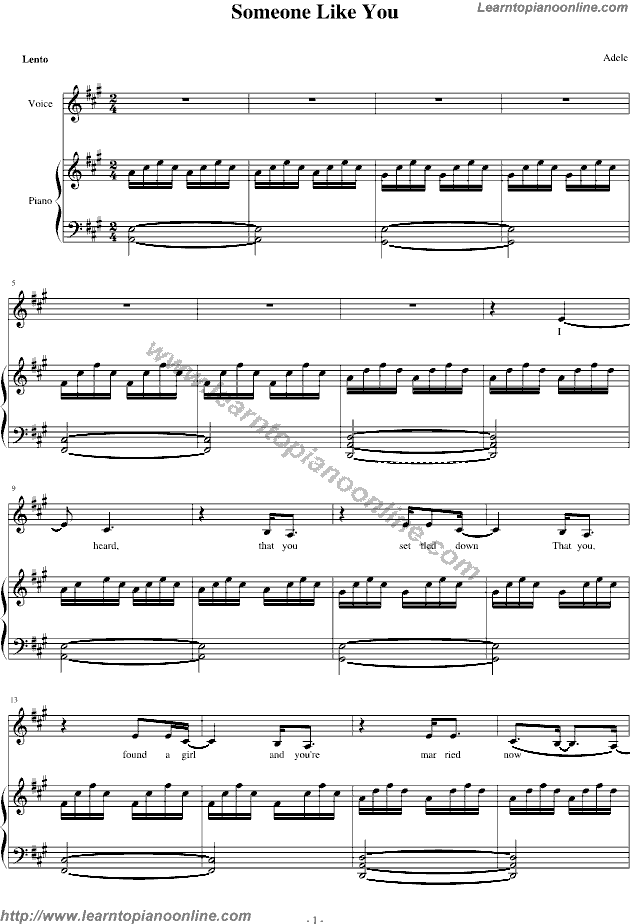 Learntopianoonline.com
Someone Like You
Lento
Adele
Voice
Piano
5
I
www.learntopianoonline.com
9
heard, that you set tled down That you,
13
found a girl and you're mar ried now
http://www.learntopianoonline.com
- 1 -